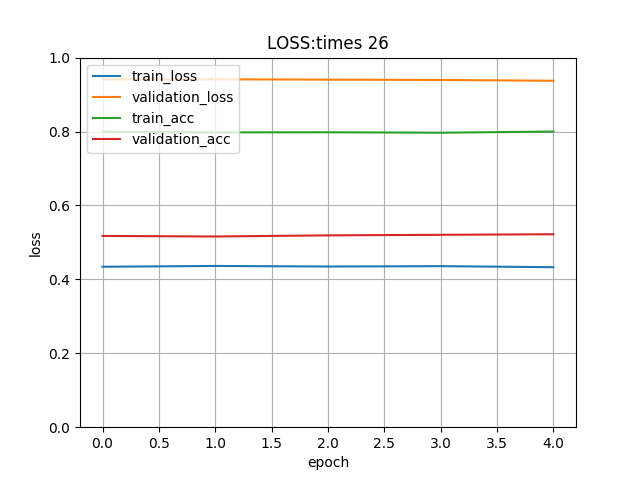 LOSS:times 26
train_loss
validation_loss
train_acc
validation_acc
1.0
0.8
0.6
0.4
0.2
0.0
loss
0.0 0.5 1.0 1.5 2.0 2.5 3.0 3.5 4.0
epoch